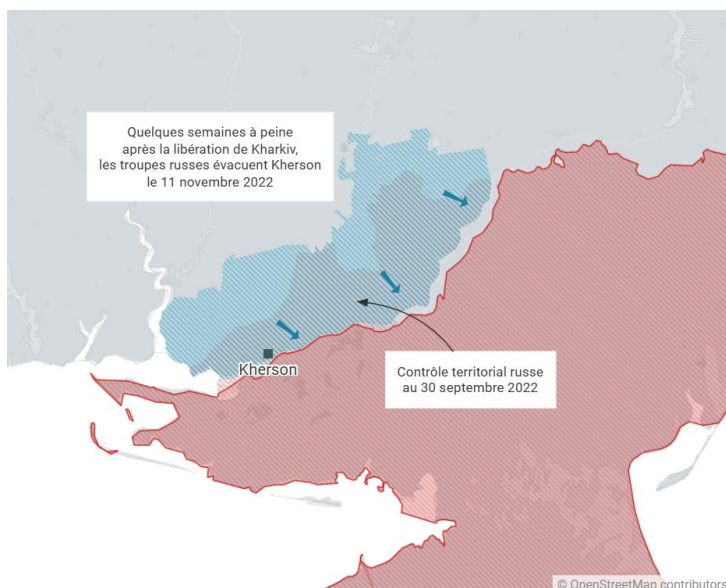 Quelques semaines à peine
après la libération de Kharkiv,
les troupes russes évacuent Kherson
le 11 novembre 2022
Kherson
Contrôle territorial russe
au 30 septembre 2022
© OpenStreetMap contributors